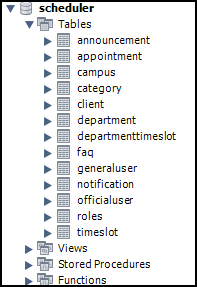 scheduler
Tables
announcement
appointment
campus
category
client
department
departmenttimeslot
faq
generaluser
notification
officialuser
roles
timeslot
Views
Stored Procedures
Functions